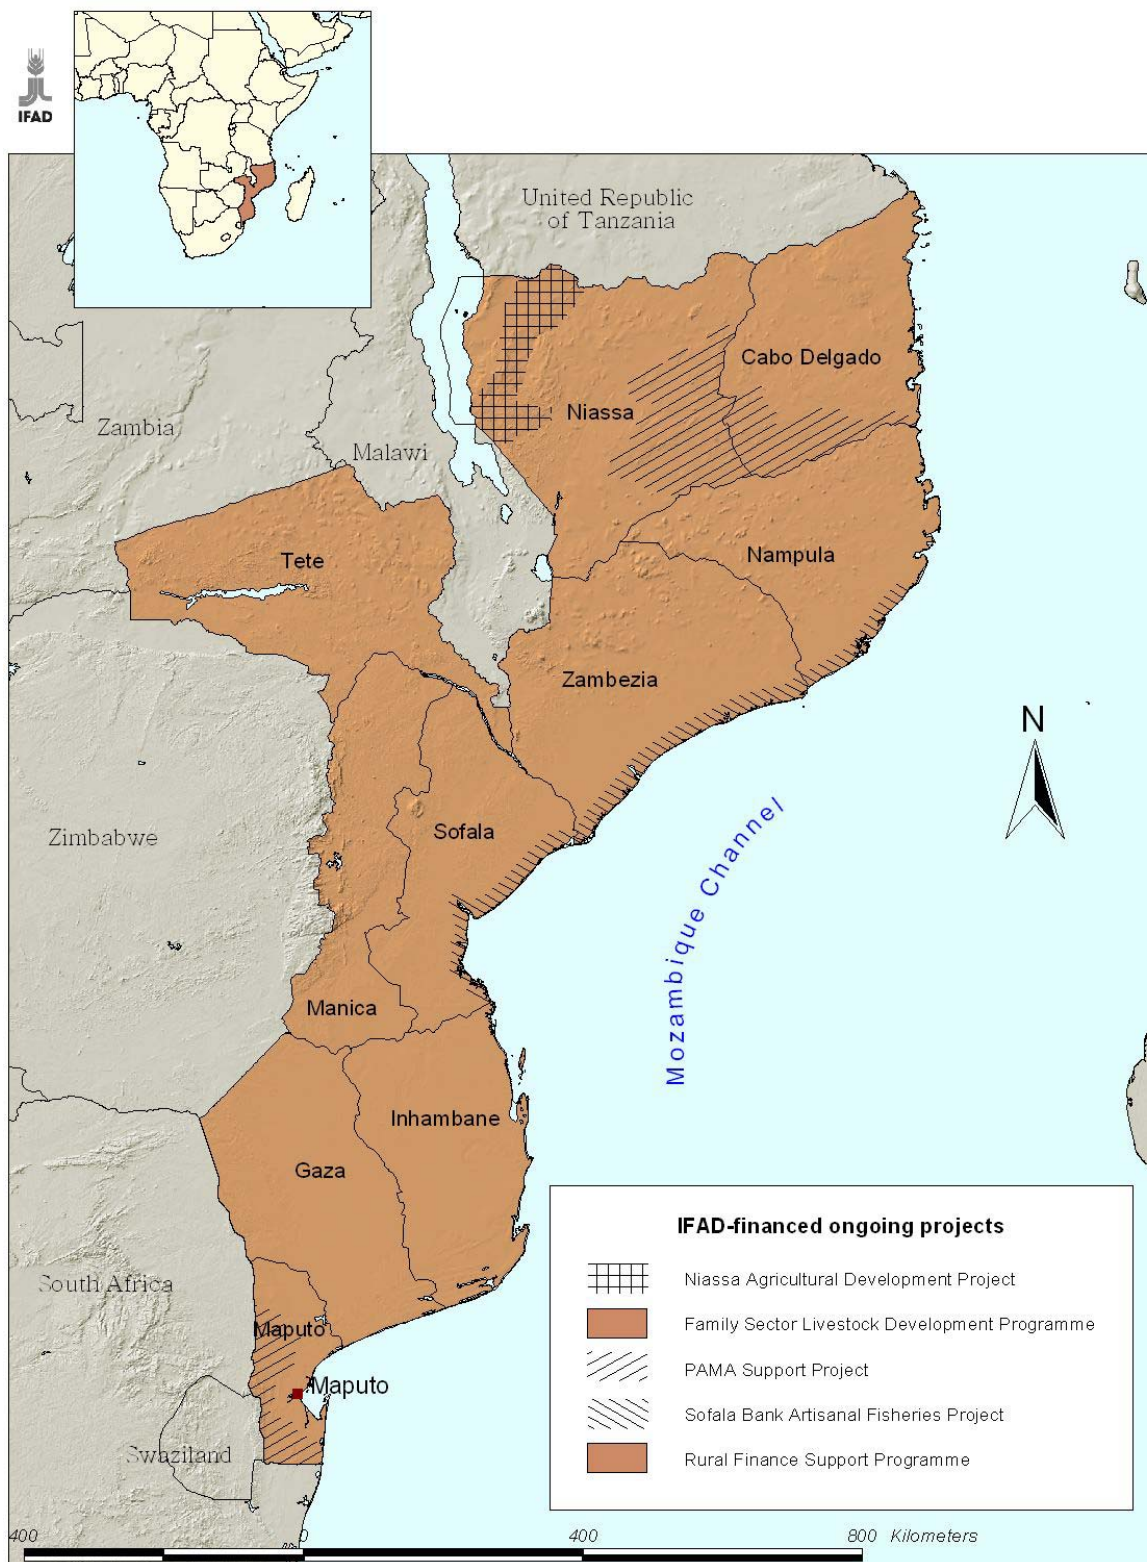 IFAD
United Republic
of Tanzania
Cabo Delgado
Niassa
Zambia
Malawi
Tete
Nampula
Zambezia
N
Zimbabwe
Sofala
Mozambique Channel
Manica
Inhambane
Gaza
South Africa
Maputo
Maputo
Swaziland
IFAD-financed ongoing projects
Niassa Agricultural Development Project
Family Sector Livestock Development Programme
PAMA Support Project
Sofala Bank Artisanal Fisheries Project
Rural Finance Support Programme
400 0 400 800 Kilometers